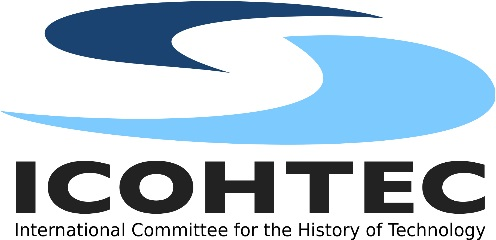 ICOHTEC
International Committee for the History of Technology